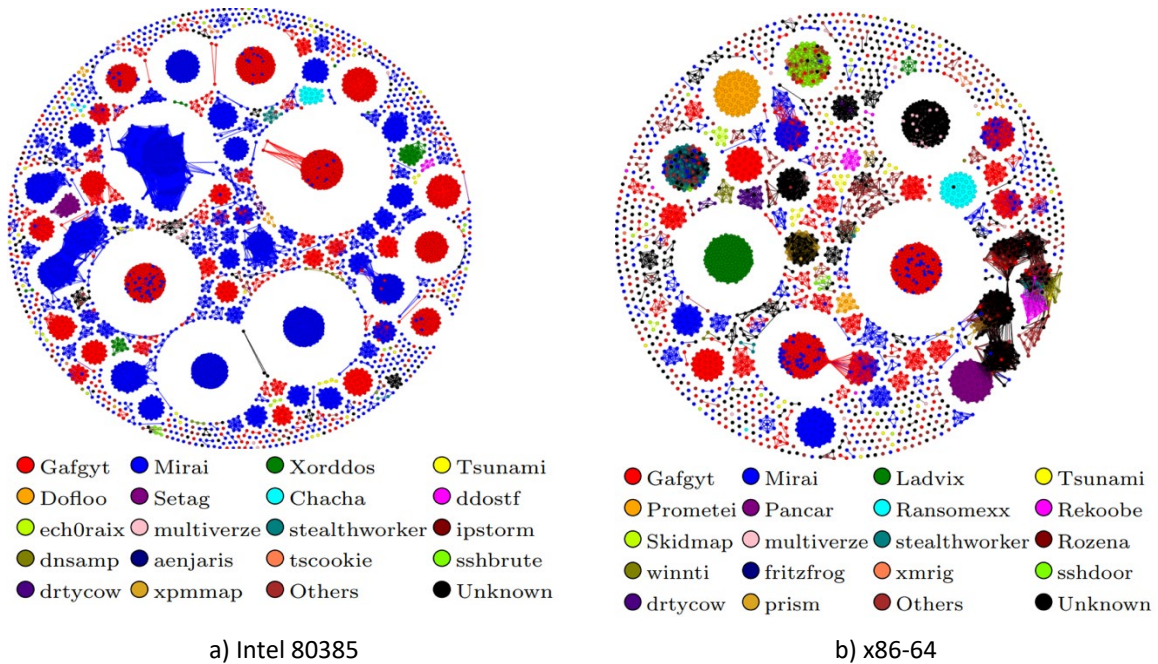 Gafgyt Mirai Xorddos Tsunami
Dofloo Setag Chacha ddostf
ech0raix multiverze stealthworker ipstorm
dnsamp aenjaris tscookie sshbrute
drtycow xpmmap Others Unknown
a) Intel 80385
Gafgyt Mirai Ladvix Tsunami
Prometei Pancar Ransomexx Rekoobe
Skidmap multiverze stealthworker Rozena
winnti fritzfrog xmrig sshdoor
drtycow prism Others Unknown
b) x86-64